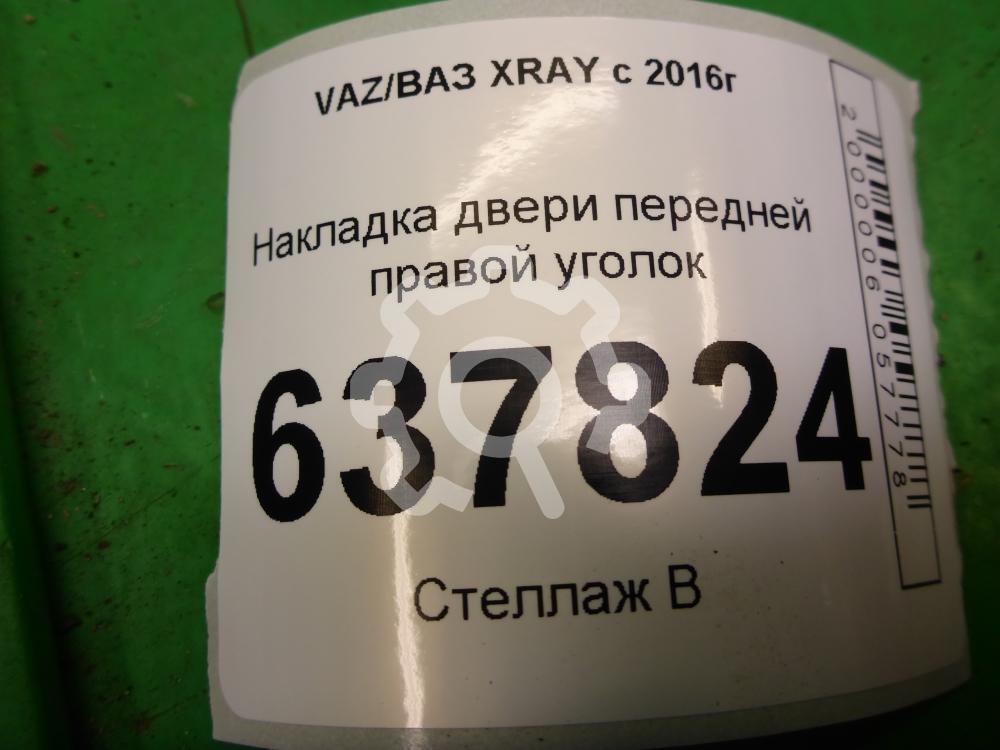 VAZ/ВАЗ XRAY с 2016г
Накладка двери передней
правой уголок
637824
Стеллаж В
2000006057778